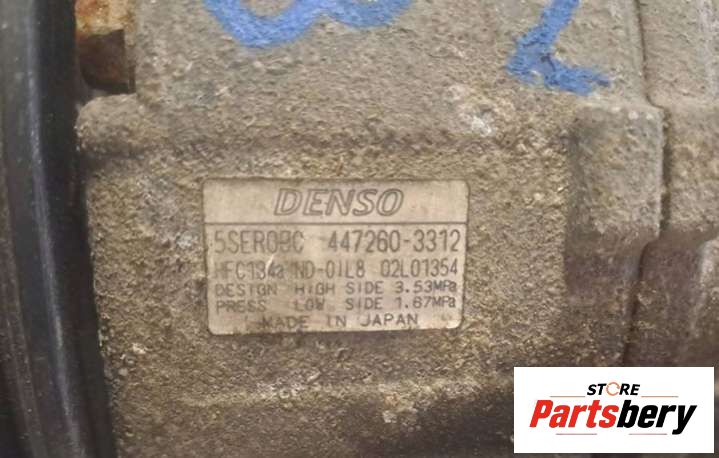 DENSO
5SER09C 447260-3312
HFC134a ND-OIL8 02L01354
DESIGN HIGH SIDE 3.53MPa
PRESS LOW SIDE 1.67MPa
MADE IN JAPAN
STORE
Partsbery